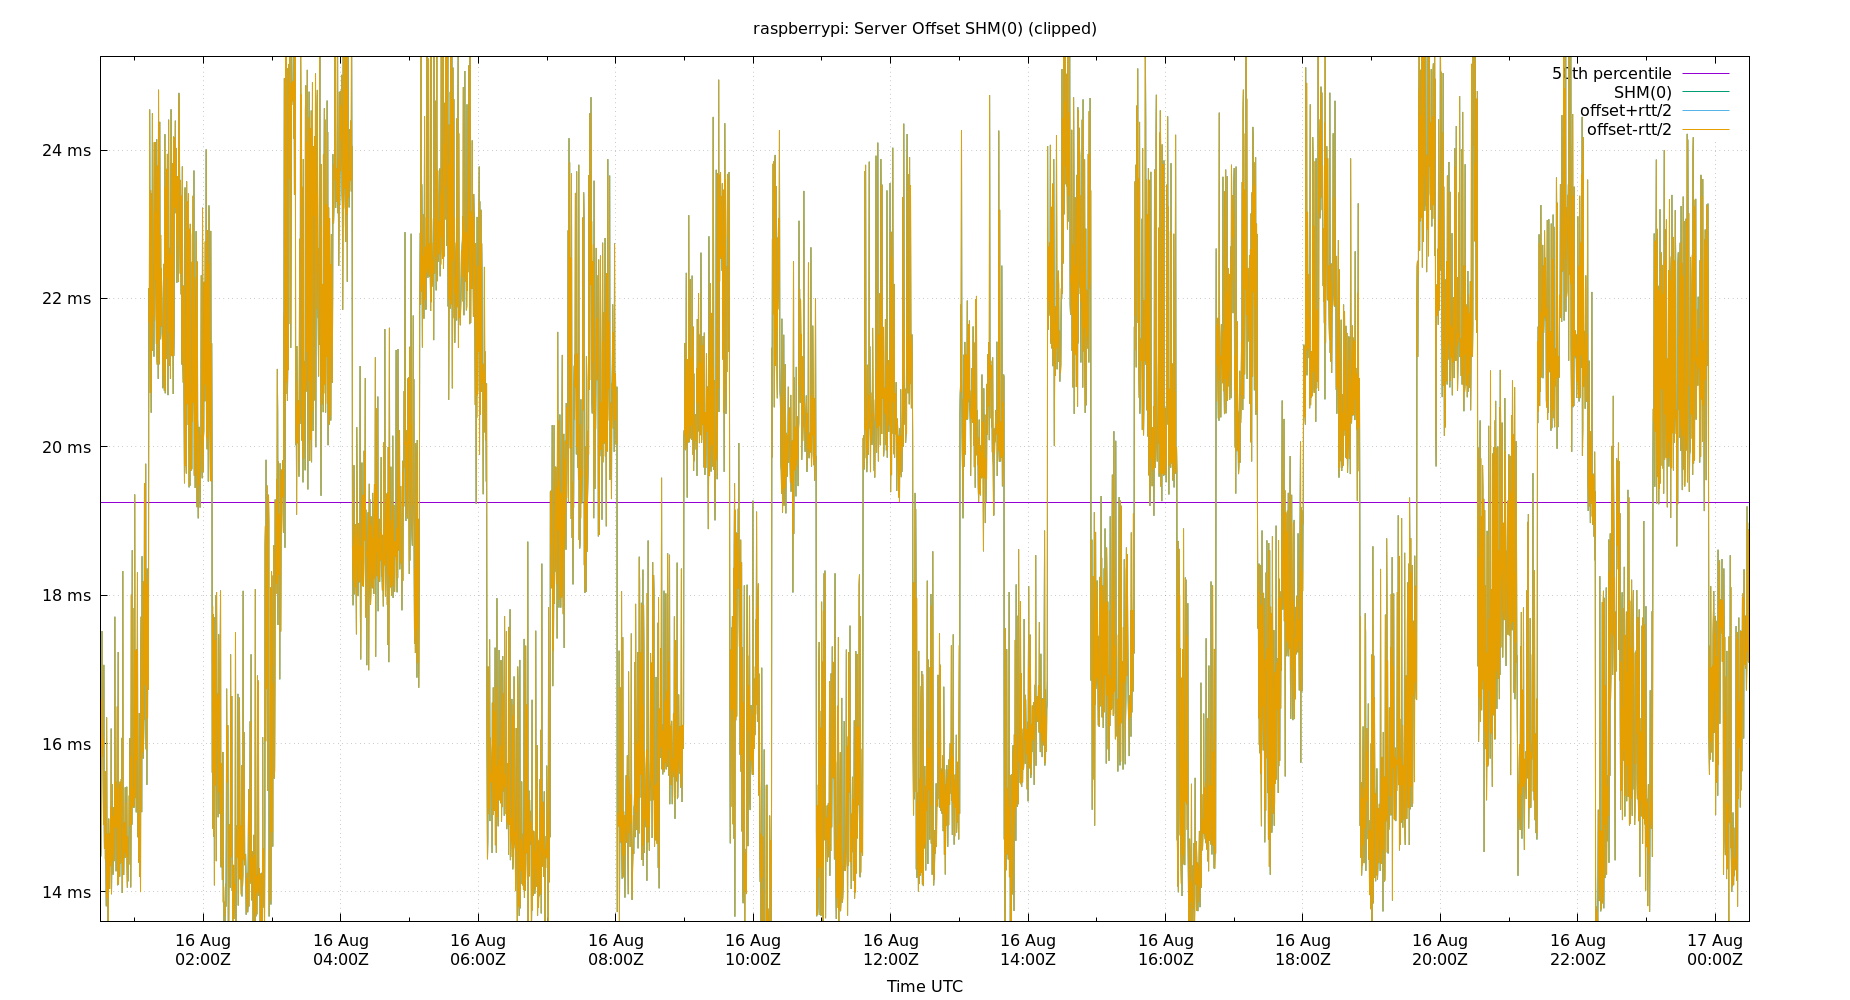 raspberrypi: Server Offset SHM(0) (clipped)
50th percentile
SHM(0)
offset+rtt/2
offset-rtt/2
24 ms
22 ms
20 ms
18 ms
16 ms
14 ms
16 Aug 16 Aug 16 Aug 16 Aug 16 Aug 16 Aug 16 Aug 16 Aug 16 Aug 16 Aug 16 Aug 17 Aug
02:00Z 04:00Z 06:00Z 08:00Z 10:00Z 12:00Z 14:00Z 16:00Z 18:00Z 20:00Z 22:00Z 00:00Z
Time UTC